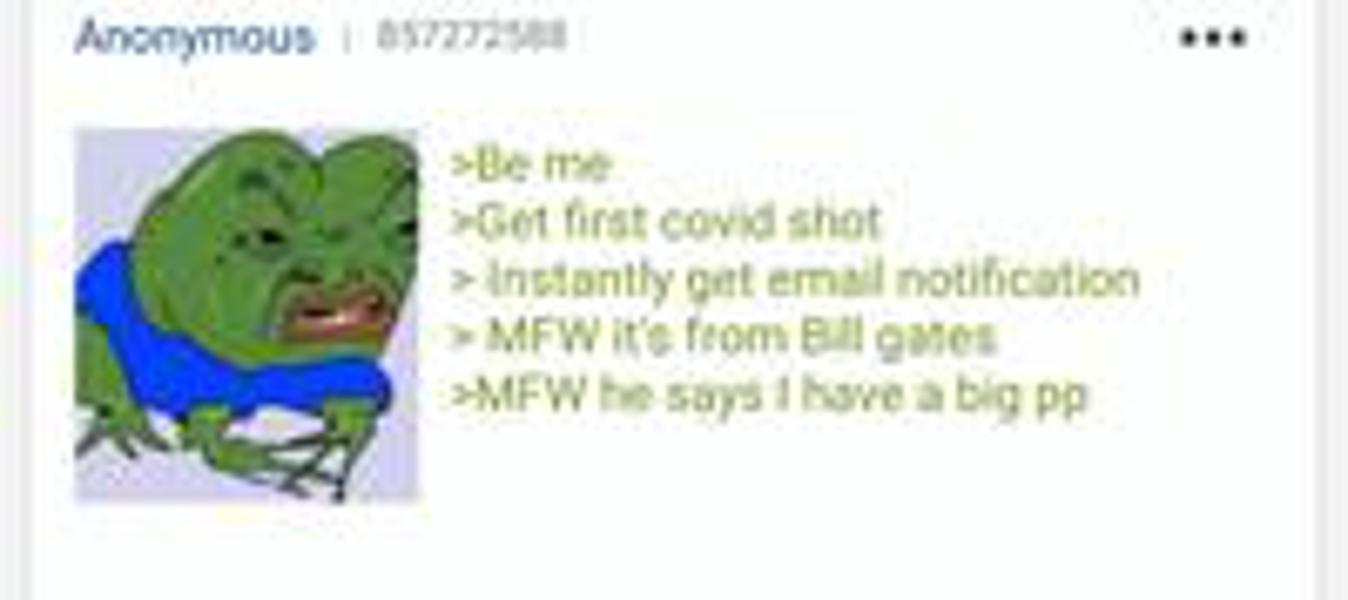 Anonymous | 857272588
>Be me
>Get first covid shot
> Instantly get email notification
> MFW it's from Bill gates
>MFW he says I have a big pp